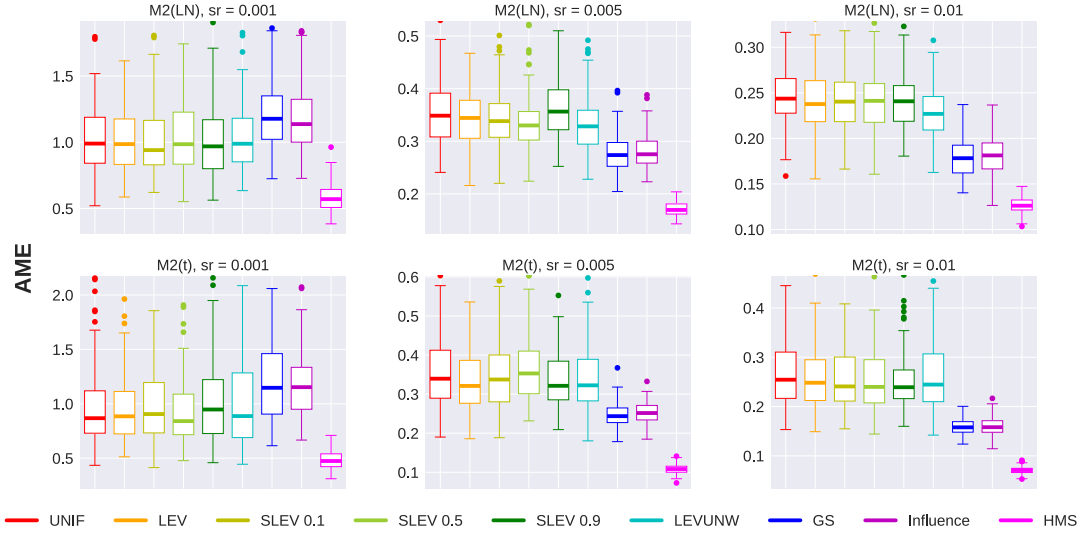 M2(LN), sr = 0.001
M2(LN), sr = 0.005
M2(LN), sr = 0.01
1.5
1.0
0.5
0.5
0.4
0.3
0.2
0.30
0.25
0.20
0.15
0.10
AME
M2(t), sr = 0.001
M2(t), sr = 0.005
M2(t), sr = 0.01
2.0
1.5
1.0
0.5
0.6
0.5
0.4
0.3
0.2
0.1
0.4
0.3
0.2
0.1
UNIF
LEV
SLEV 0.1
SLEV 0.5
SLEV 0.9
LEVUNW
GS
Influence
HMS